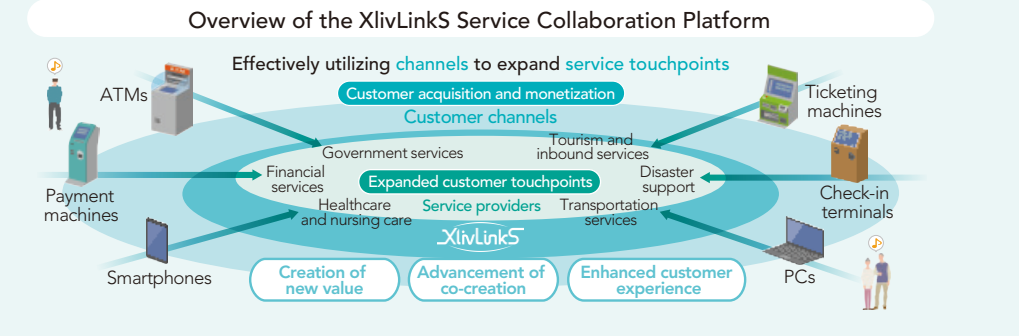 Overview of the XlivLinkS Service Collaboration Platform
Effectively utilizing channels to expand service touchpoints
Customer acquisition and monetization
Customer channels
ATMs
Ticketing
machines
Payment
machines
Check-in
terminals
Smartphones
PCs
Government services
Tourism and
inbound services
Financial
services
Expanded customer touchpoints
Disaster
support
Healthcare
and nursing care
Service providers
Transportation
services
XlivLinkS
Creation of
new value
Advancement of
co-creation
Enhanced customer
experience